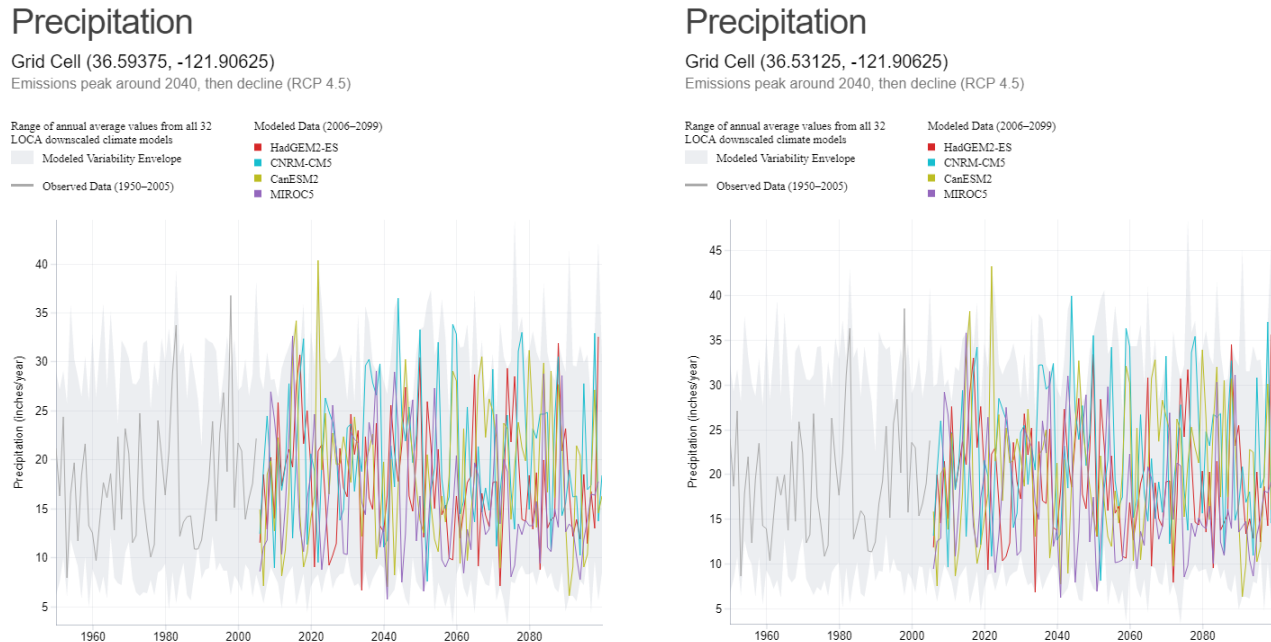 Precipitation
Grid Cell (36.59375, -121.90625)
Emissions peak around 2040, then decline (RCP 4.5)
Range of annual average values from all 32
LOCA downscaled climate models
Modeled Variability Envelope
Observed Data (1950–2005)
Modeled Data (2006–2099)
HadGEM2-ES
CNRM-CM5
CanESM2
MIROC5
Precipitation (inches/year)
40
35
30
25
20
15
10
5
1960
1980
2000
2020
2040
2060
2080
Precipitation
Grid Cell (36.53125, -121.90625)
Emissions peak around 2040, then decline (RCP 4.5)
Range of annual average values from all 32
LOCA downscaled climate models
Modeled Variability Envelope
Observed Data (1950–2005)
Modeled Data (2006–2099)
HadGEM2-ES
CNRM-CM5
CanESM2
MIROC5
Precipitation (inches/year)
45
40
35
30
25
20
15
10
5
1960
1980
2000
2020
2040
2060
2080